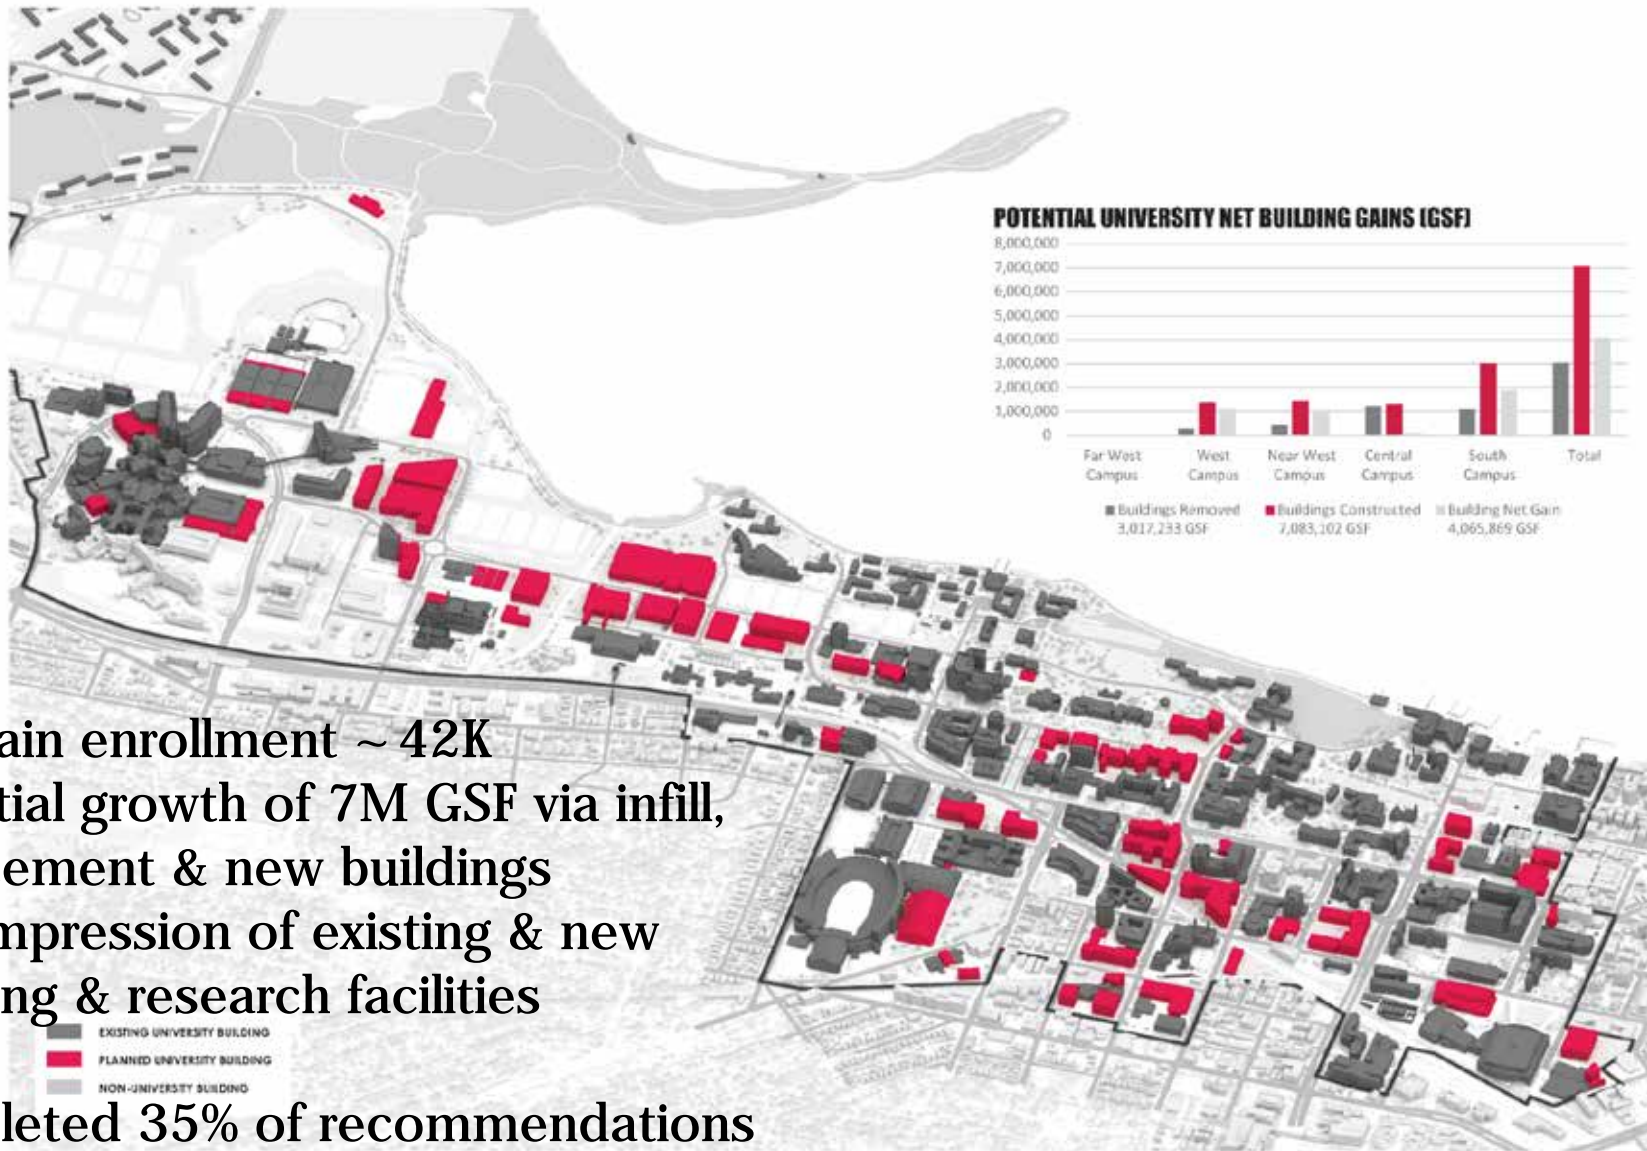 POTENTIAL UNIVERSITY NET BUILDING GAINS (GSF)
8,000,000
7,000,000
6,000,000
5,000,000
4,000,000
3,000,000
2,000,000
1,000,000
0
Far West Campus
West Campus
Near West Campus
Central Campus
South Campus
Total
Buildings Removed
3,017,233 GSF
Buildings Constructed
7,083,102 GSF
Building Net Gain
4,065,869 GSF
ain enrollment ~ 42K
tial growth of 7M GSF via infill,
ement & new buildings
mpression of existing & new
ng & research facilities
EXISTING UNIVERSITY BUILDING
PLANNED UNIVERSITY BUILDING
NON-UNIVERSITY BUILDING
leted 35% of recommendations